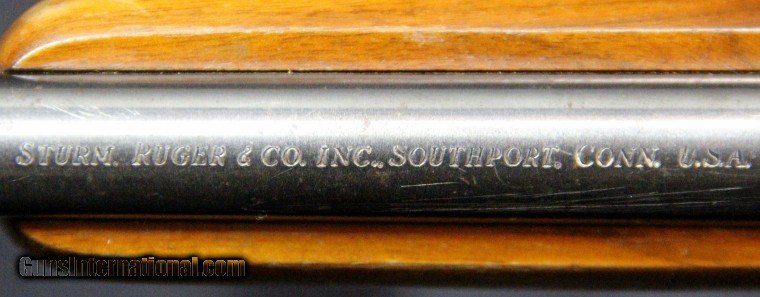 STURM, RUGER & CO. INC., SOUTHPORT, CONN. U.S.A.
GunsInternational.com